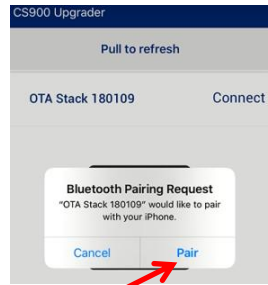 CS900 Upgrader
Pull to refresh
OTA Stack 180109 Connect
Bluetooth Pairing Request
"OTA Stack 180109" would like to pair
with your iPhone.
Cancel Pair